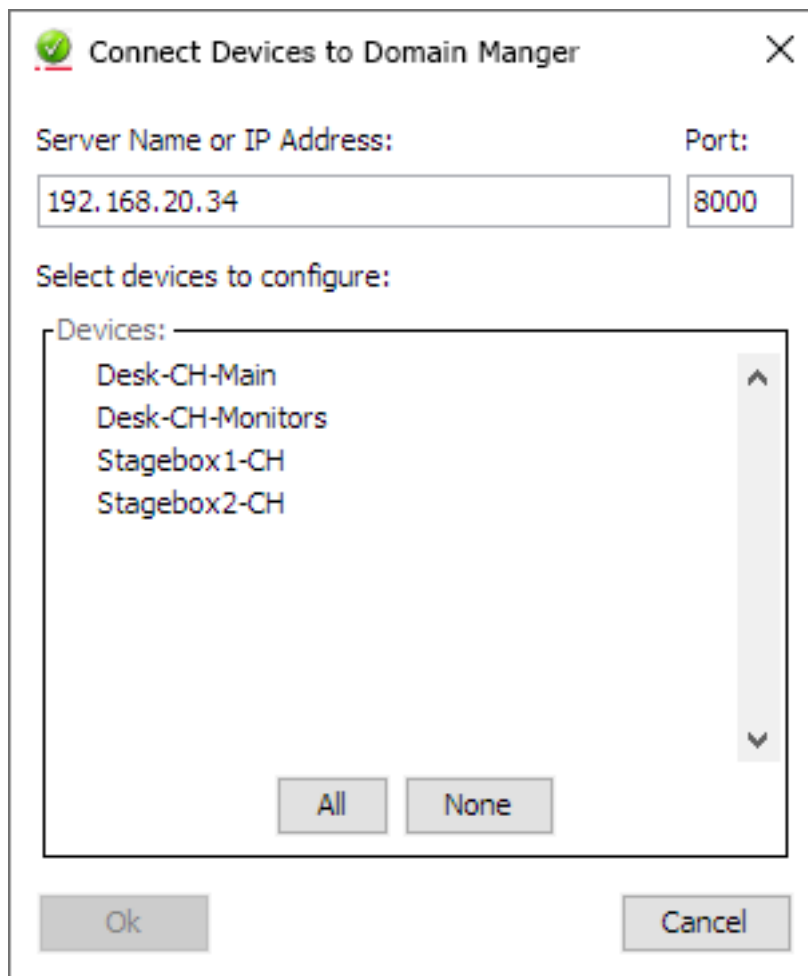 Connect Devices to Domain Manger
Server Name or IP Address: Port:
192.168.20.34 8000
Select devices to configure:
Devices:
Desk-CH-Main
Desk-CH-Monitors
Stagebox1-CH
Stagebox2-CH
All None
Ok Cancel